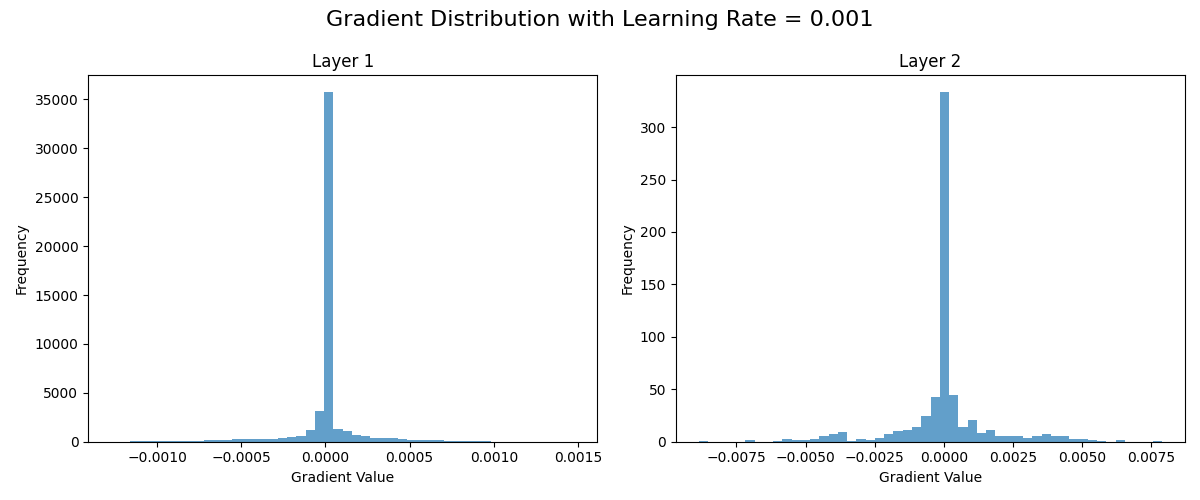 Gradient Distribution with Learning Rate = 0.001
Layer 1
Frequency
35000
30000
25000
20000
15000
10000
5000
0
−0.0010 −0.0005 0.0000 0.0005 0.0010 0.0015
Gradient Value
Layer 2
Frequency
300
250
200
150
100
50
0
−0.0075 −0.0050 −0.0025 0.0000 0.0025 0.0050 0.0075
Gradient Value